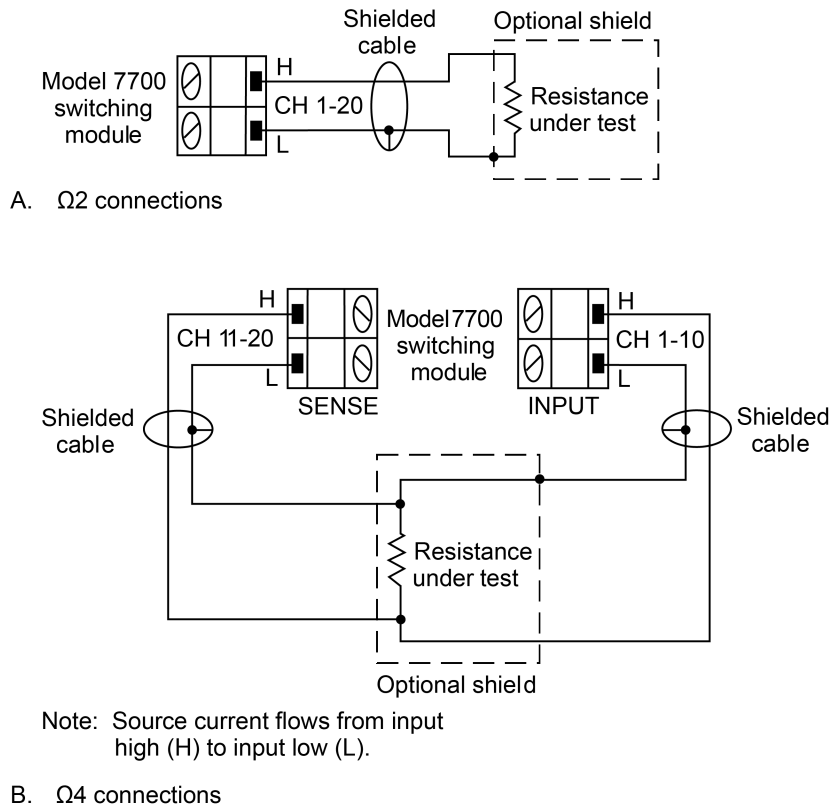 Shielded
cable
Optional shield
Model 7700
switching
module
H
CH 1-20
L
Resistance
under test
A. Ω2 connections
H
CH 11-20
L
SENSE
Model 7700
switching
module
H
CH 1-10
L
INPUT
Shielded
cable
Shielded
cable
Resistance
under test
Optional shield
Note: Source current flows from input
high (H) to input low (L).
B. Ω4 connections